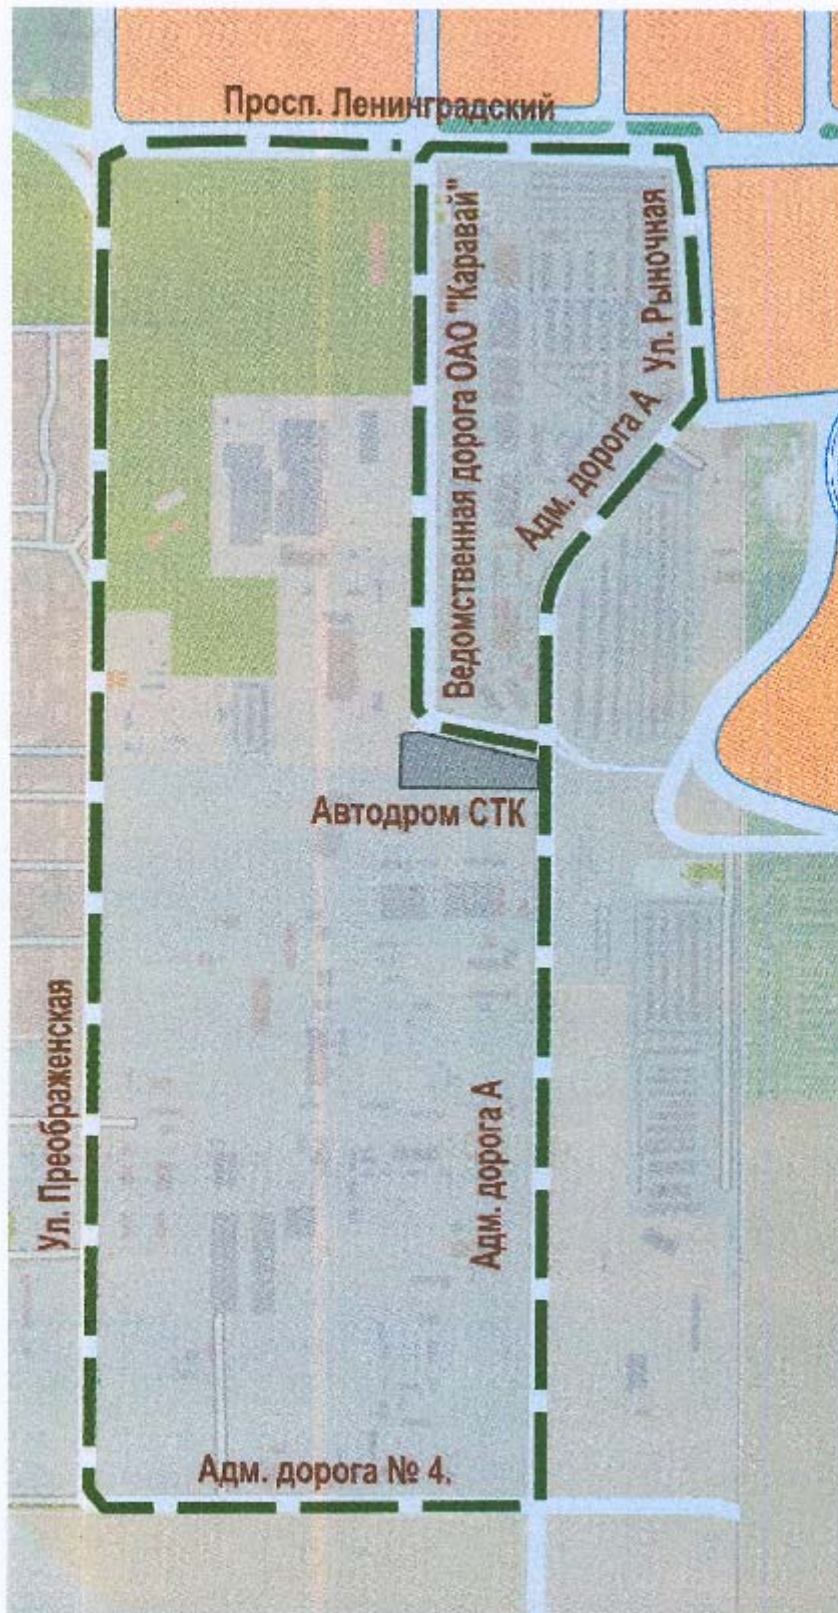 Просп. Ленинградский
Ведомственная дорога ОАО "Каравай"
Ул. Рыночная
Адм. дорога А
Автодром СТК
Ул. Преображенская
Адм. дорога А
Адм. дорога № 4.